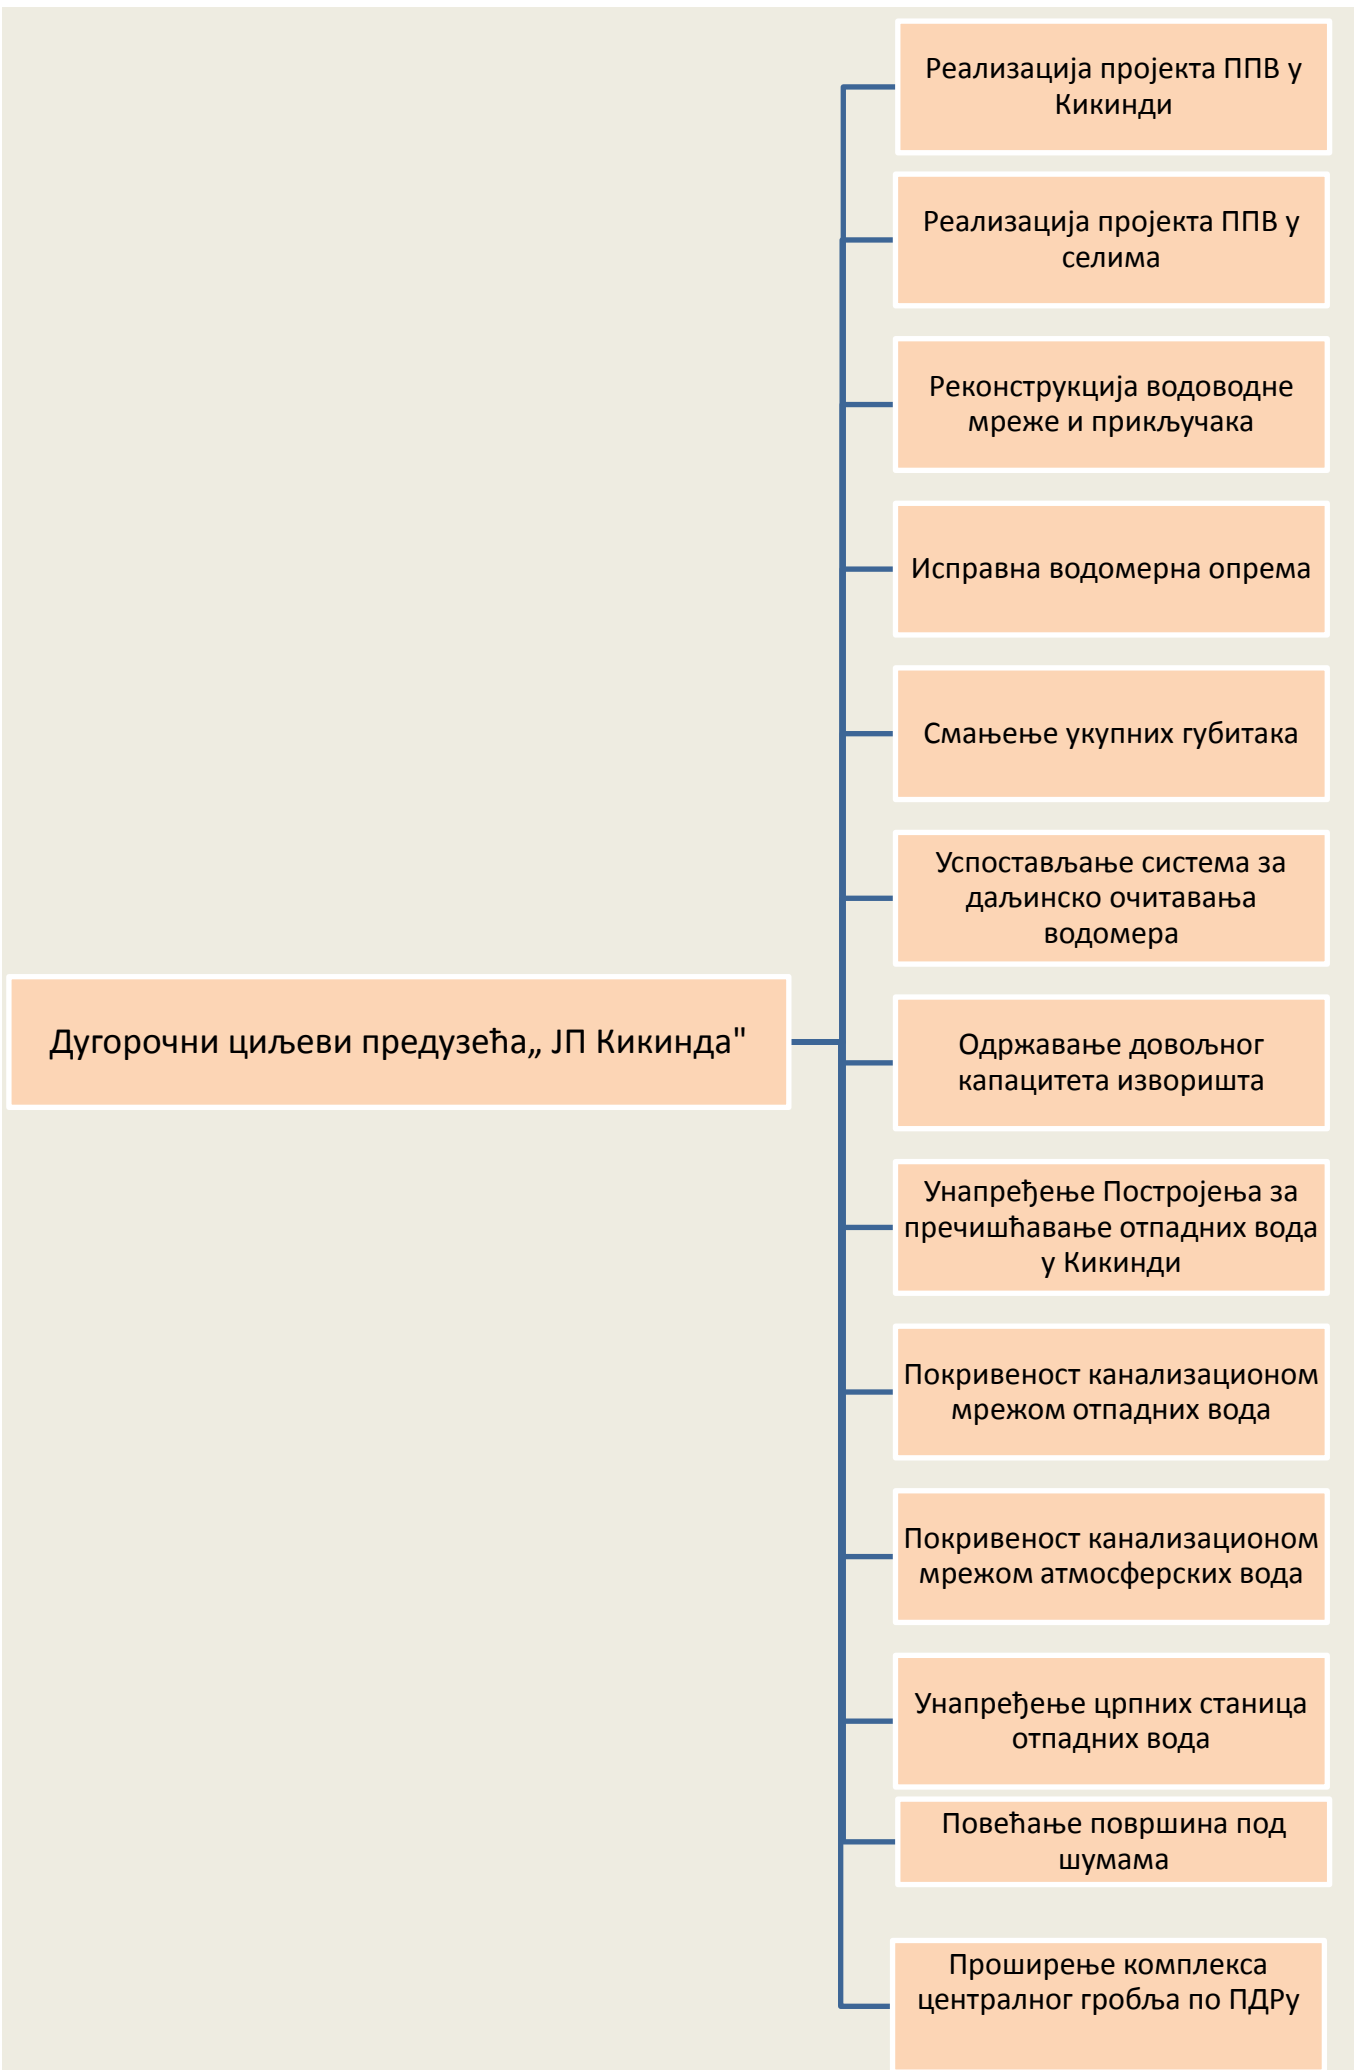 Реализација пројекта ППВ у
Кикинди
Реализација пројекта ППВ у
селима
Реконструкција водоводне
мреже и прикључака
Исправна водомерна опрема
Смањење укупних губитака
Успостављање система за
даљинско очитавања
водомера
Дугорочни циљеви предузећа„ ЈП Кикинда"
Одржавање довољног
капацитета изворишта
Унапређење Постројења за
пречишћавање отпадних вода
у Кикинди
Покривеност канализационом
мрежом отпадних вода
Покривеност канализационом
мрежом атмосферских вода
Унапређење црпних станица
отпадних вода
Повећање површина под
шумама
Проширење комплекса
централног гробља по ПДРу